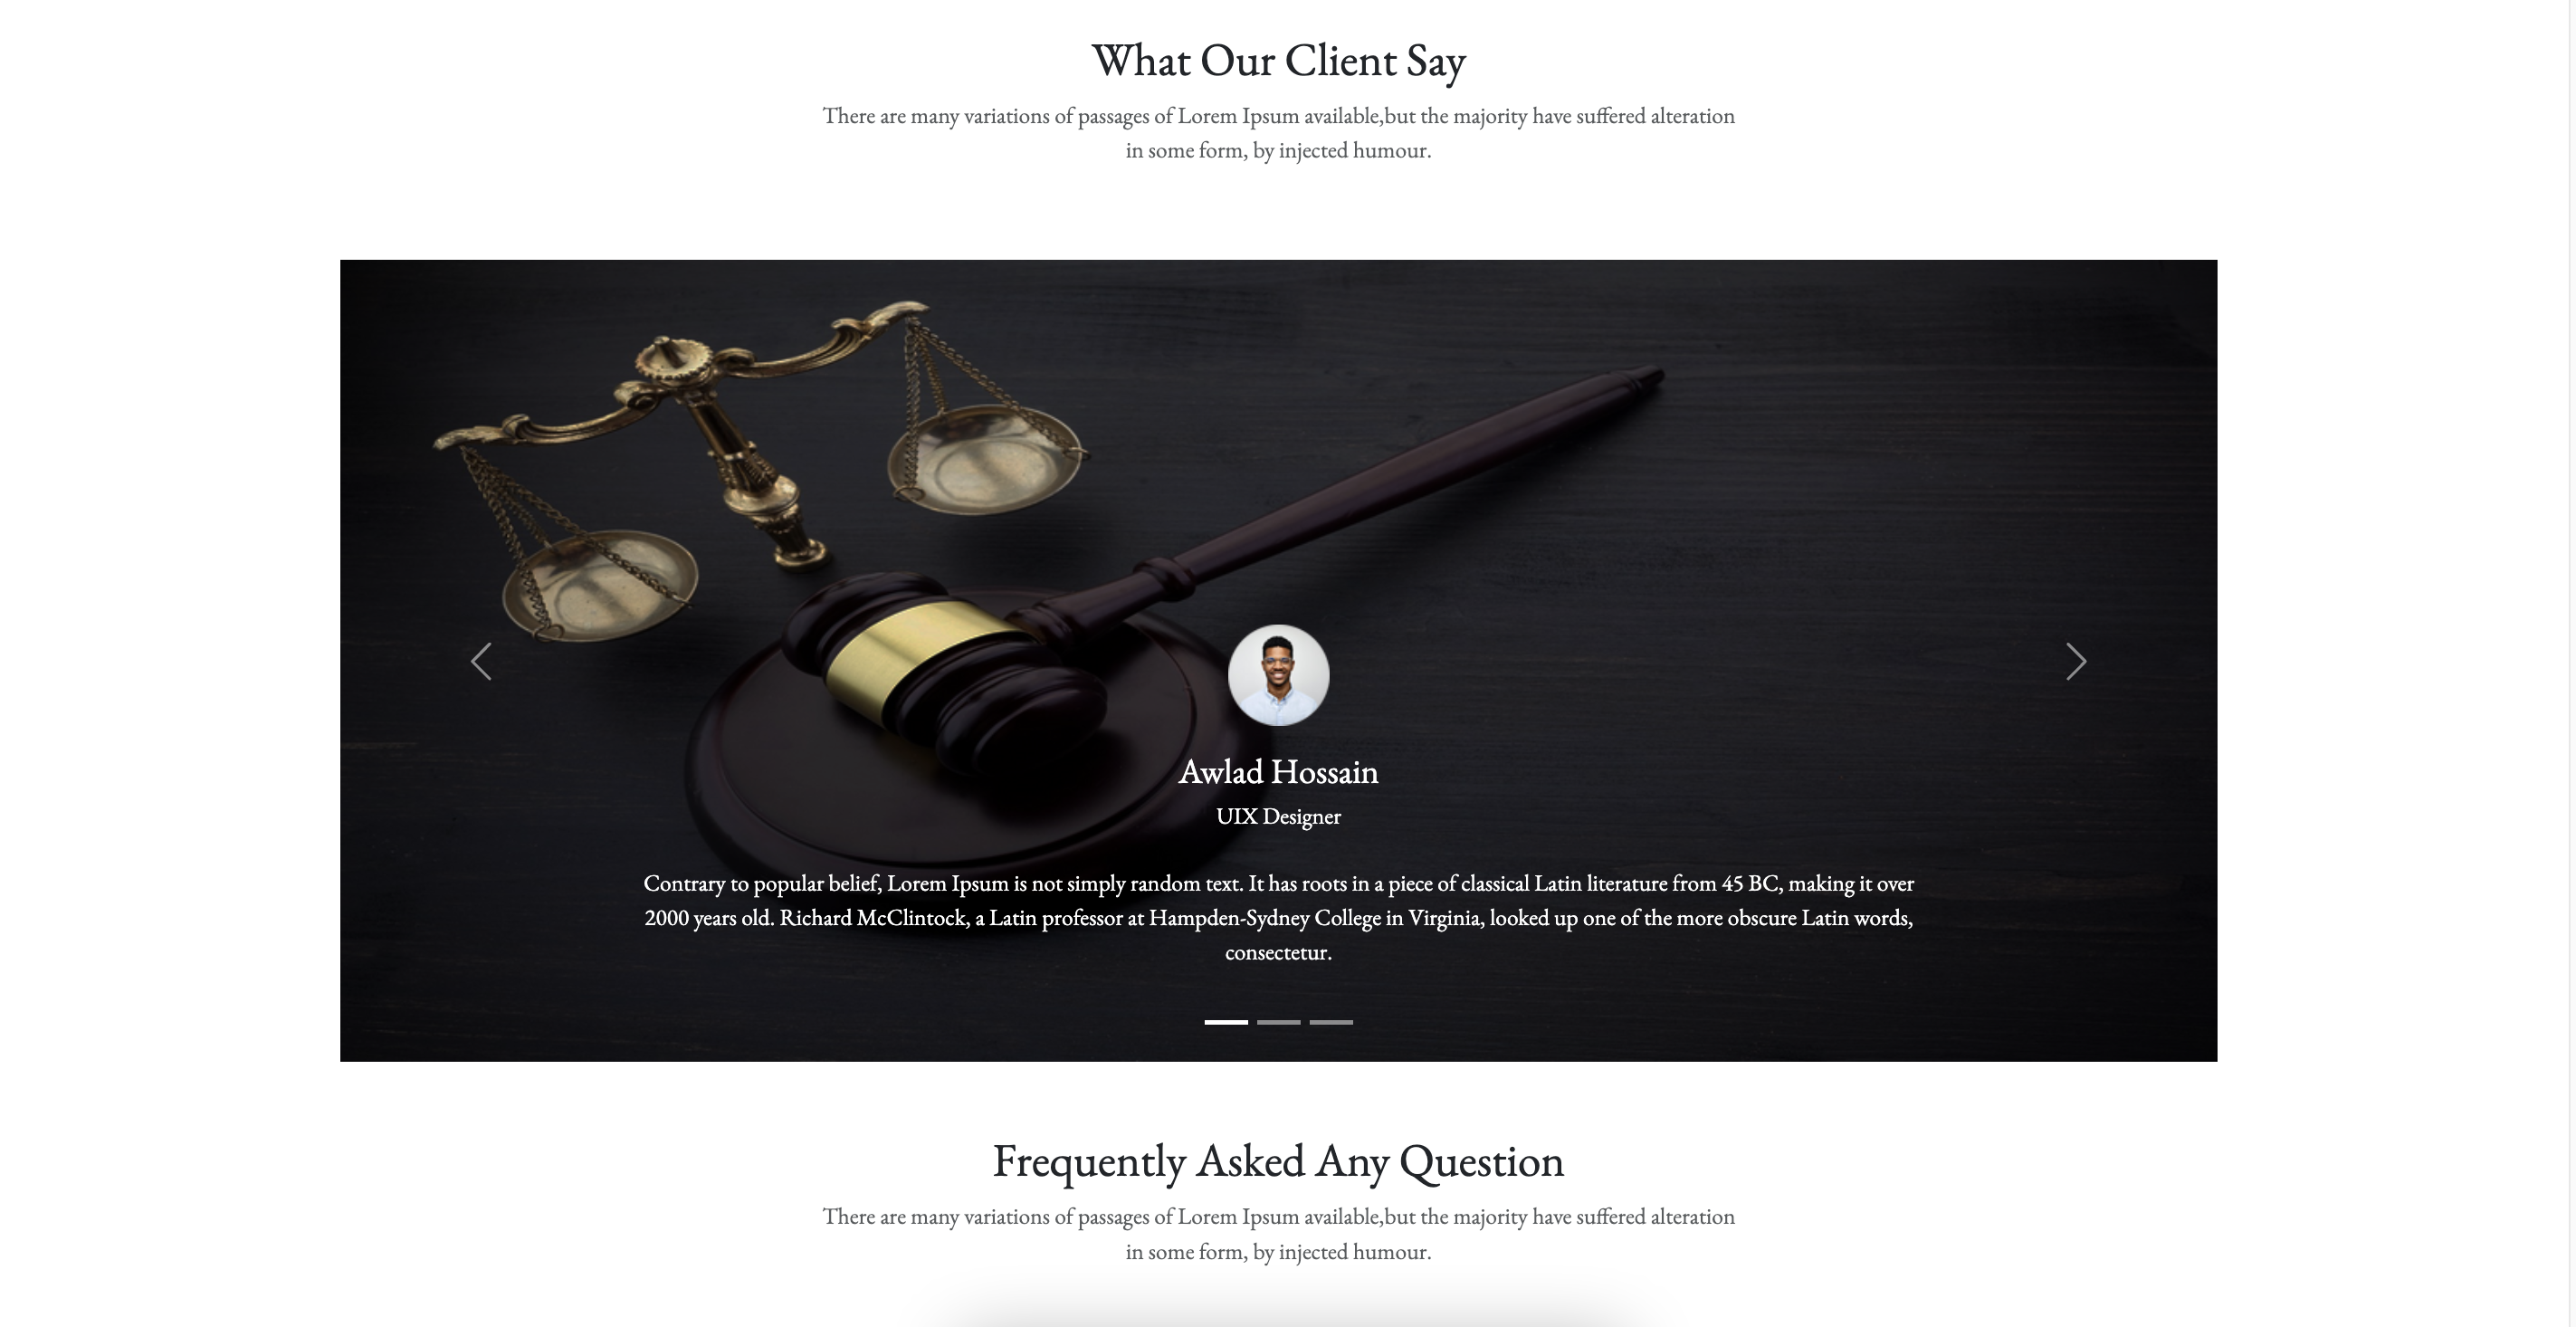 What Our Client Say
There are many variations of passages of Lorem Ipsum available,but the majority have suffered alteration
in some form, by injected humour.
Awlad Hossain
UIX Designer
Contrary to popular belief, Lorem Ipsum is not simply random text. It has roots in a piece of classical Latin literature from 45 BC, making it over
2000 years old. Richard McClintock, a Latin professor at Hampden-Sydney College in Virginia, looked up one of the more obscure Latin words,
consectetur.
Frequently Asked Any Question
There are many variations of passages of Lorem Ipsum available,but the majority have suffered alteration
in some form, by injected humour.